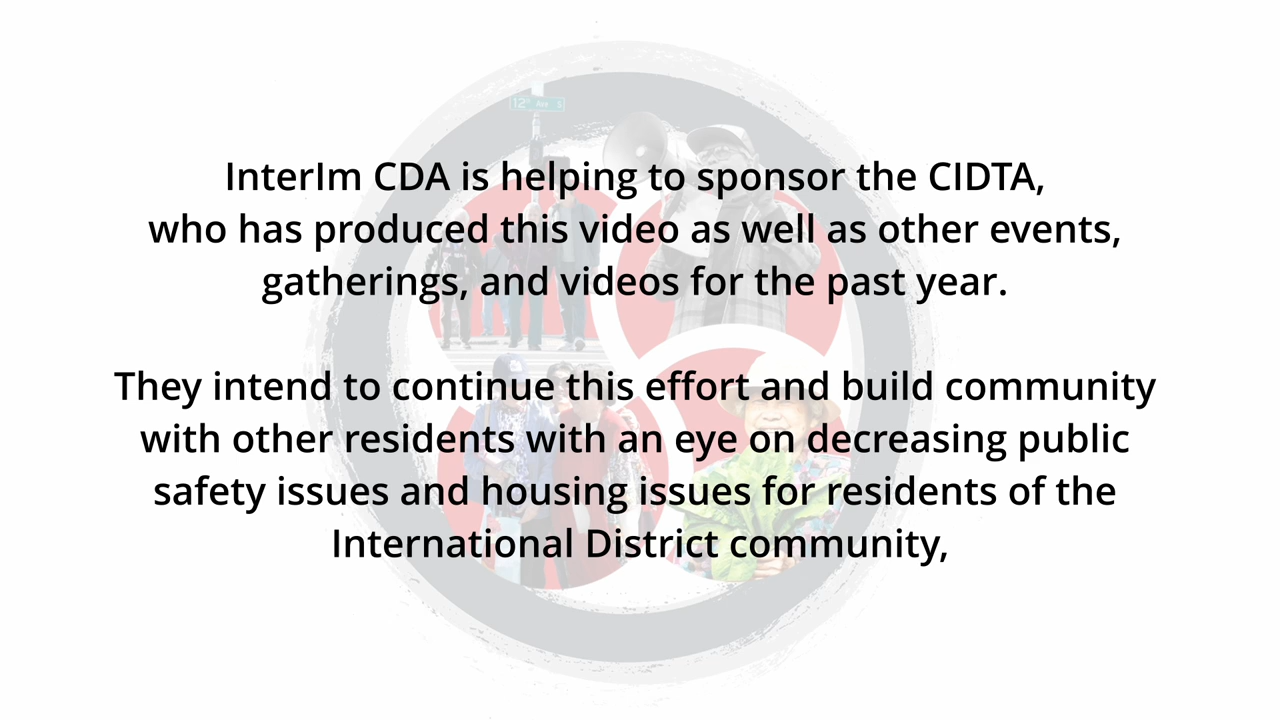 12th Ave S
InterIm CDA is helping to sponsor the CIDTA,
who has produced this video as well as other events,
gatherings, and videos for the past year.
They intend to continue this effort and build community
with other residents with an eye on decreasing public
safety issues and housing issues for residents of the
International District community,